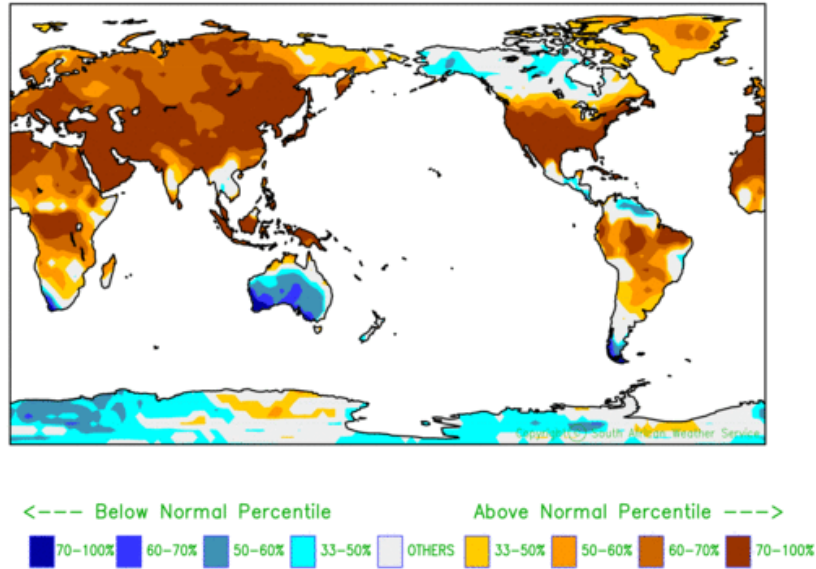 Copyright(C) South African Weather Service
<--- Below Normal Percentile
Above Normal Percentile --->
70-100% 60-70% 50-60% 33-50% OTHERS 33-50% 50-60% 60-70% 70-100%